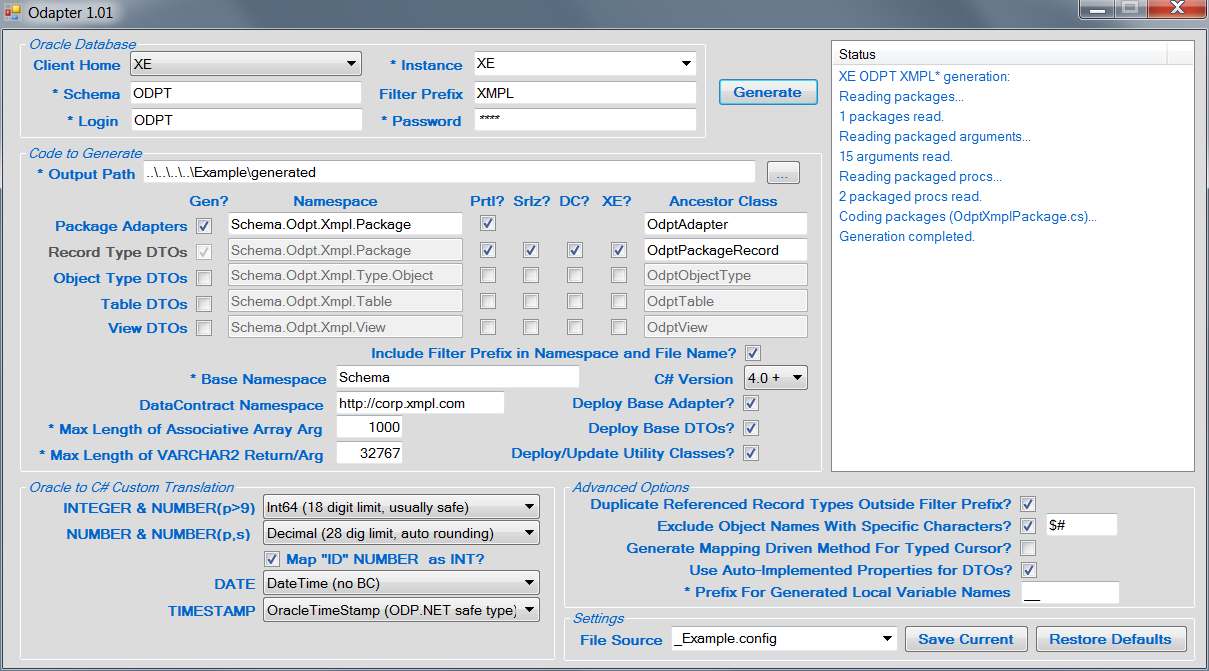 Odapter 1.01
Oracle Database
Client Home XE * Instance XE
* Schema ODPT Filter Prefix XMPL
* Login ODPT * Password ****
Generate
Code to Generate
* Output Path ..\..\..\..\Example\generated ...
Gen? Namespace Prtl? Srlz? DC? XE? Ancestor Class
Package Adapters Schema.Odpt.Xmpl.Package OdptAdapter
Record Type DTOs Schema.Odpt.Xmpl.Package OdptPackageRecord
Object Type DTOs Schema.Odpt.Xmpl.Type.Object OdptObjectType
Table DTOs Schema.Odpt.Xmpl.Table OdptTable
View DTOs Schema.Odpt.Xmpl.View OdptView
Include Filter Prefix in Namespace and File Name?
* Base Namespace Schema C# Version 4.0 +
DataContract Namespace http://corp.xmpl.com Deploy Base Adapter?
* Max Length of Associative Array Arg 1000 Deploy Base DTOs?
* Max Length of VARCHAR2 Return/Arg 32767 Deploy/Update Utility Classes?
Status
XE ODPT XMPL* generation:
Reading packages...
1 packages read.
Reading packaged arguments...
15 arguments read.
Reading packaged procs...
2 packaged procs read.
Coding packages (OdptXmplPackage.cs)...
Generation completed.
Oracle to C# Custom Translation
INTEGER & NUMBER(p>9) Int64 (18 digit limit, usually safe)
NUMBER & NUMBER(p,s) Decimal (28 dig limit, auto rounding)
Map "ID" NUMBER as INT?
DATE DateTime (no BC)
TIMESTAMP OracleTimeStamp (ODP.NET safe type)
Advanced Options
Duplicate Referenced Record Types Outside Filter Prefix?
Exclude Object Names With Specific Characters? $#
Generate Mapping Driven Method For Typed Cursor?
Use Auto-Implemented Properties for DTOs?
* Prefix For Generated Local Variable Names __
Settings
File Source _Example.config Save Current Restore Defaults